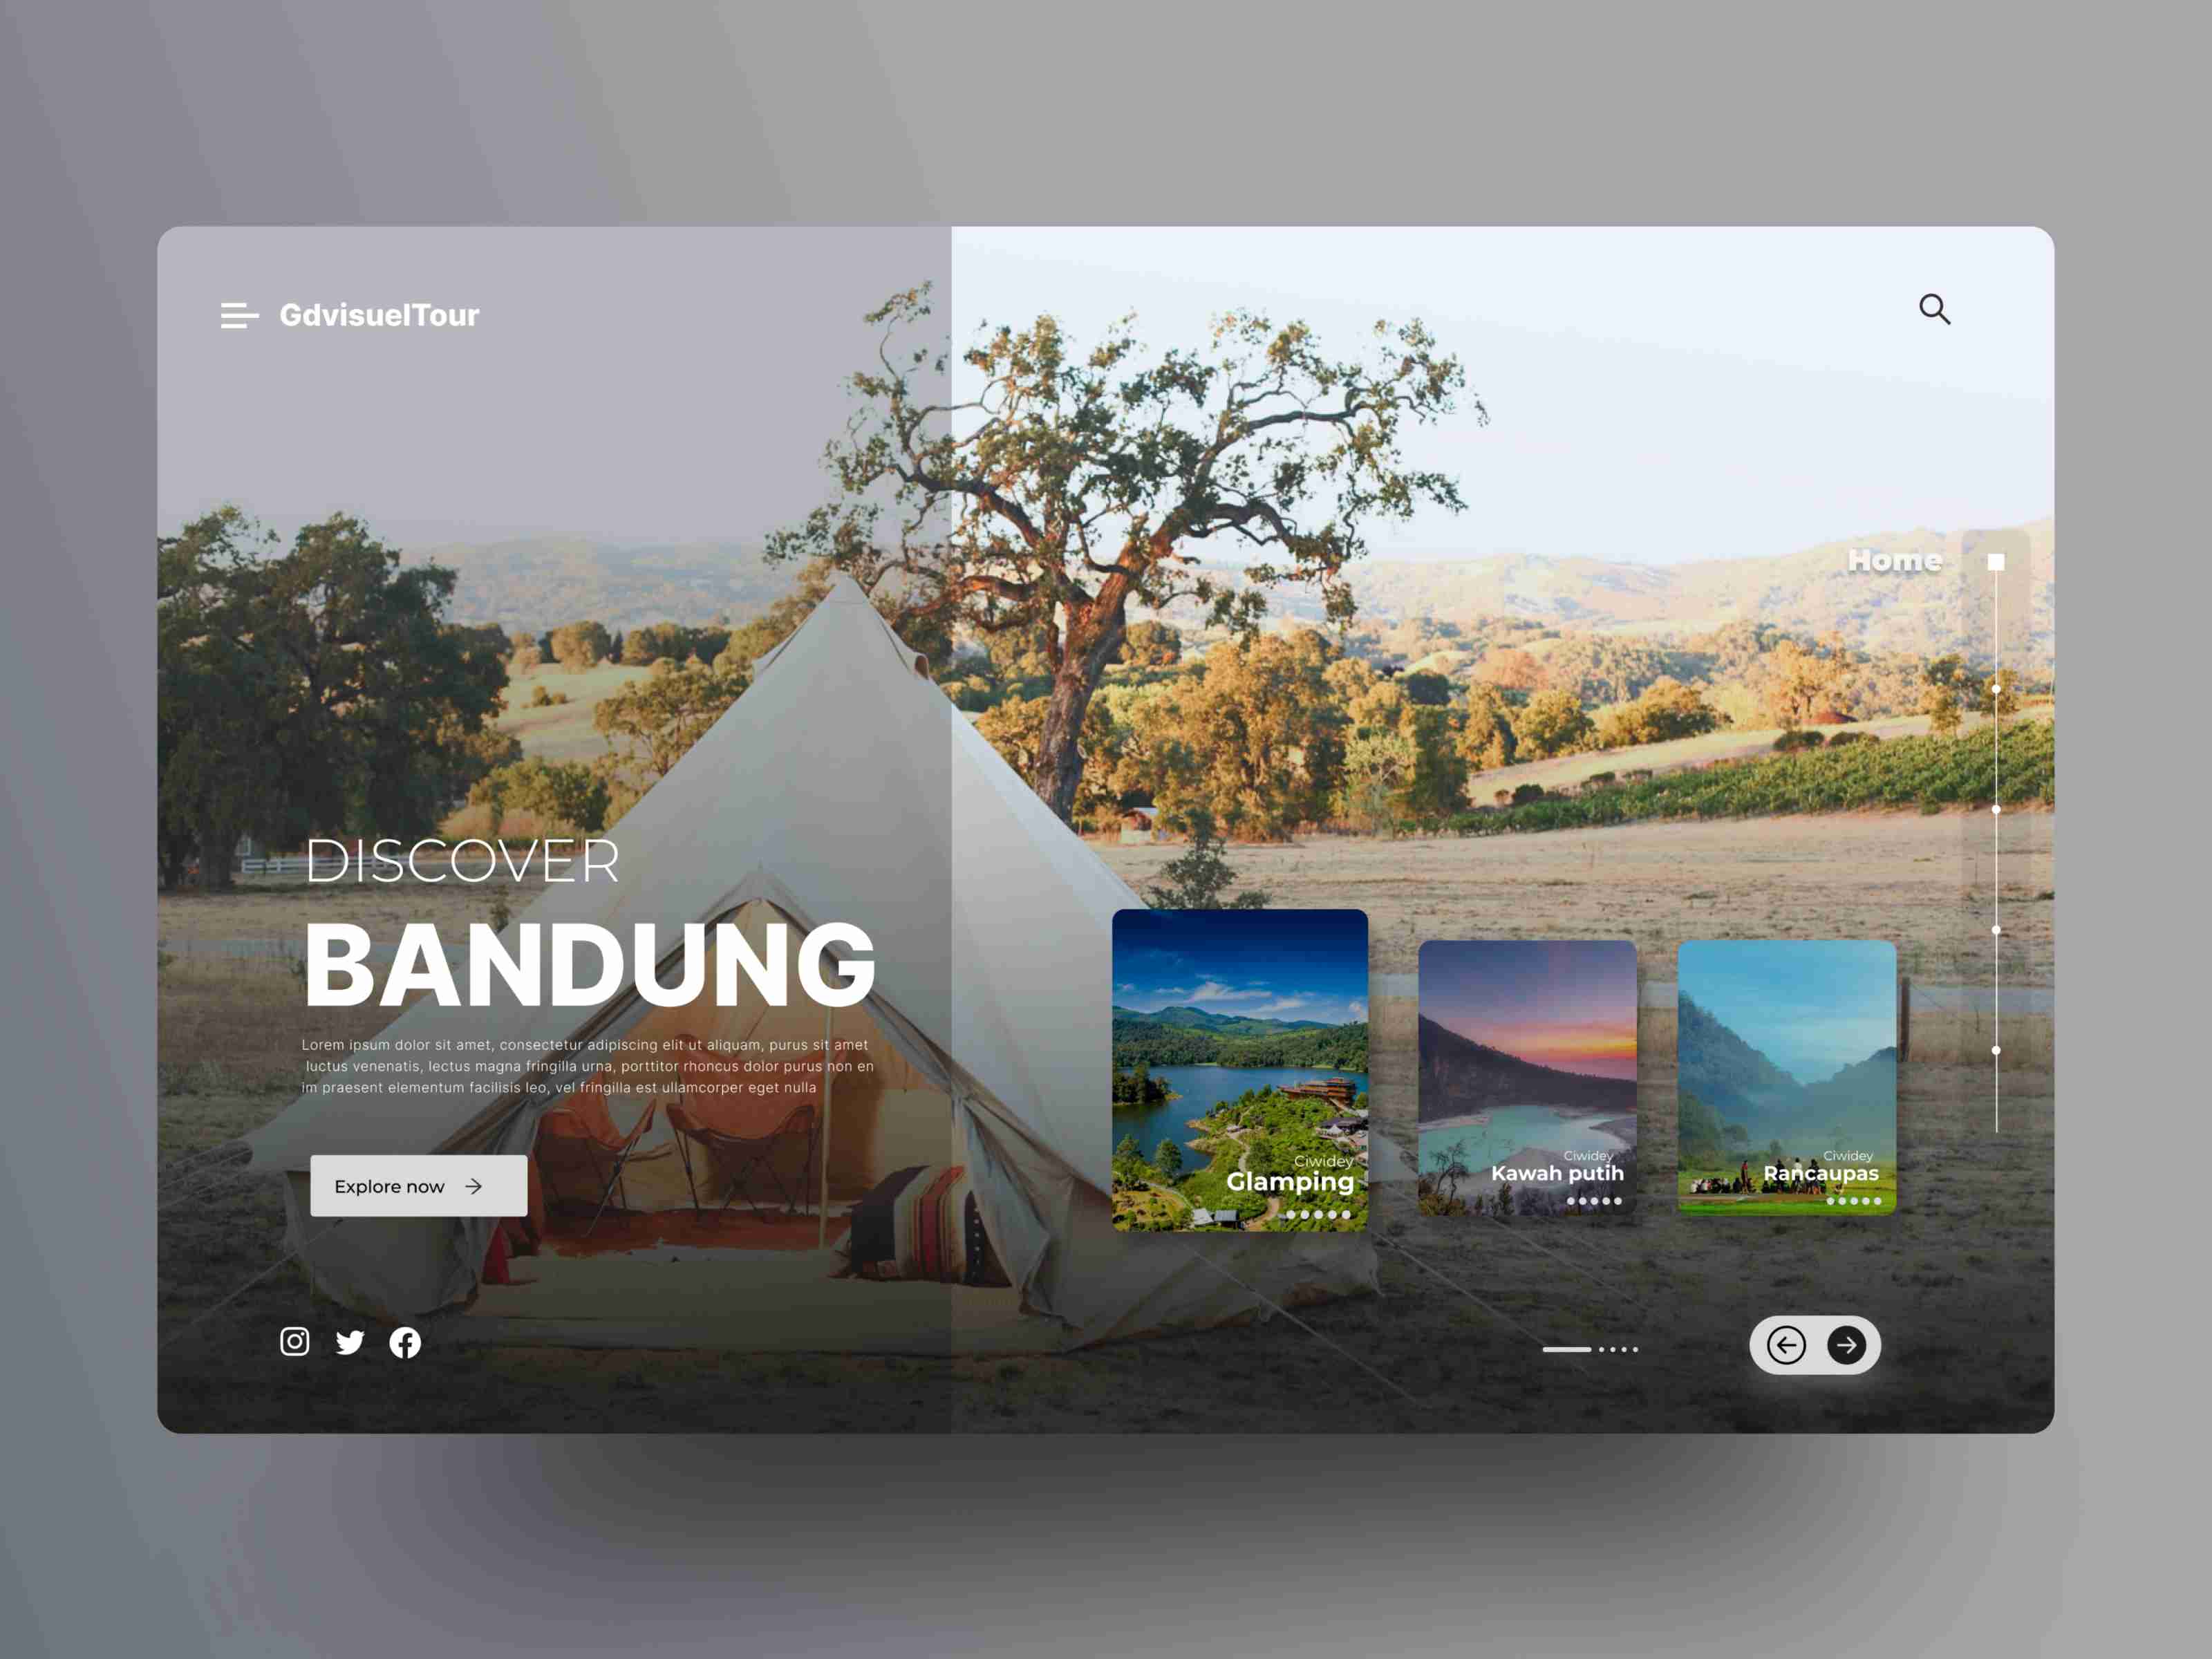 GdvisuelTour
Home
DISCOVER
BANDUNG
Lorem ipsum dolor sit amet, consectetur adipiscing elit ut aliquam, purus sit amet
luctus venenatis, lectus magna fringilla urna, porttitor rhoncus dolor purus non en
im praesent elementum facilisis leo, vel fringilla est ullamcorper eget nulla
Explore now
Ciwidey
Glamping
Ciwidey
Kawah putih
Ciwidey
Rancaupas